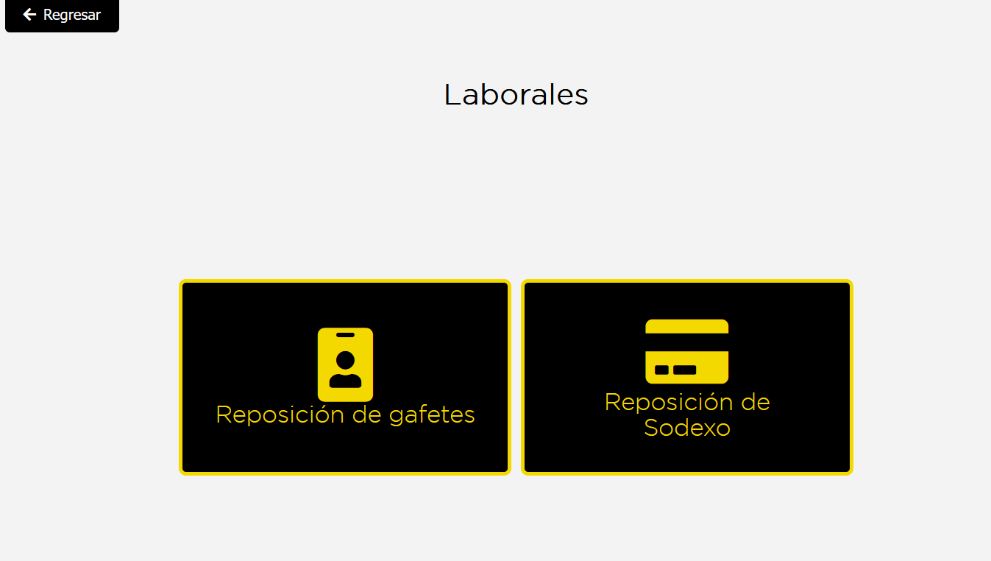 Regresar
Laborales
Reposición de gafetes
Reposición de
Sodexo